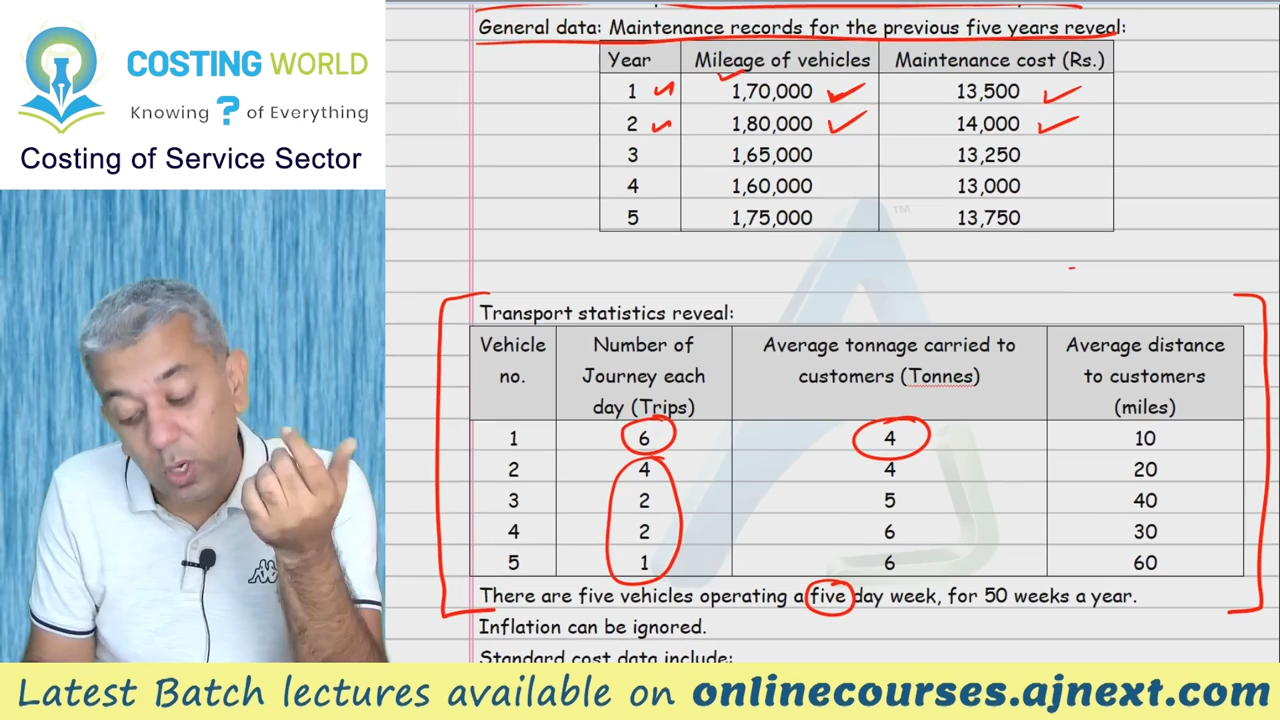 COSTING WORLD
Knowing ? of Everything
Costing of Service Sector
General data: Maintenance records for the previous five years reveal:
Year Mileage of vehicles Maintenance cost (Rs.)
1 1,70,000 13,500
2 1,80,000 14,000
3 1,65,000 13,250
4 1,60,000 13,000
5 1,75,000 13,750
TM
Transport statistics reveal:
Vehicle no. Number of Journey each day (Trips) Average tonnage carried to customers (Tonnes) Average distance to customers (miles)
1 6 4 10
2 4 4 20
3 2 5 40
4 2 6 30
5 1 6 60
There are five vehicles operating a five day week, for 50 weeks a year.
Inflation can be ignored.
Standard cost data include:
Latest Batch lectures available on onlinecourses.ajnext.com